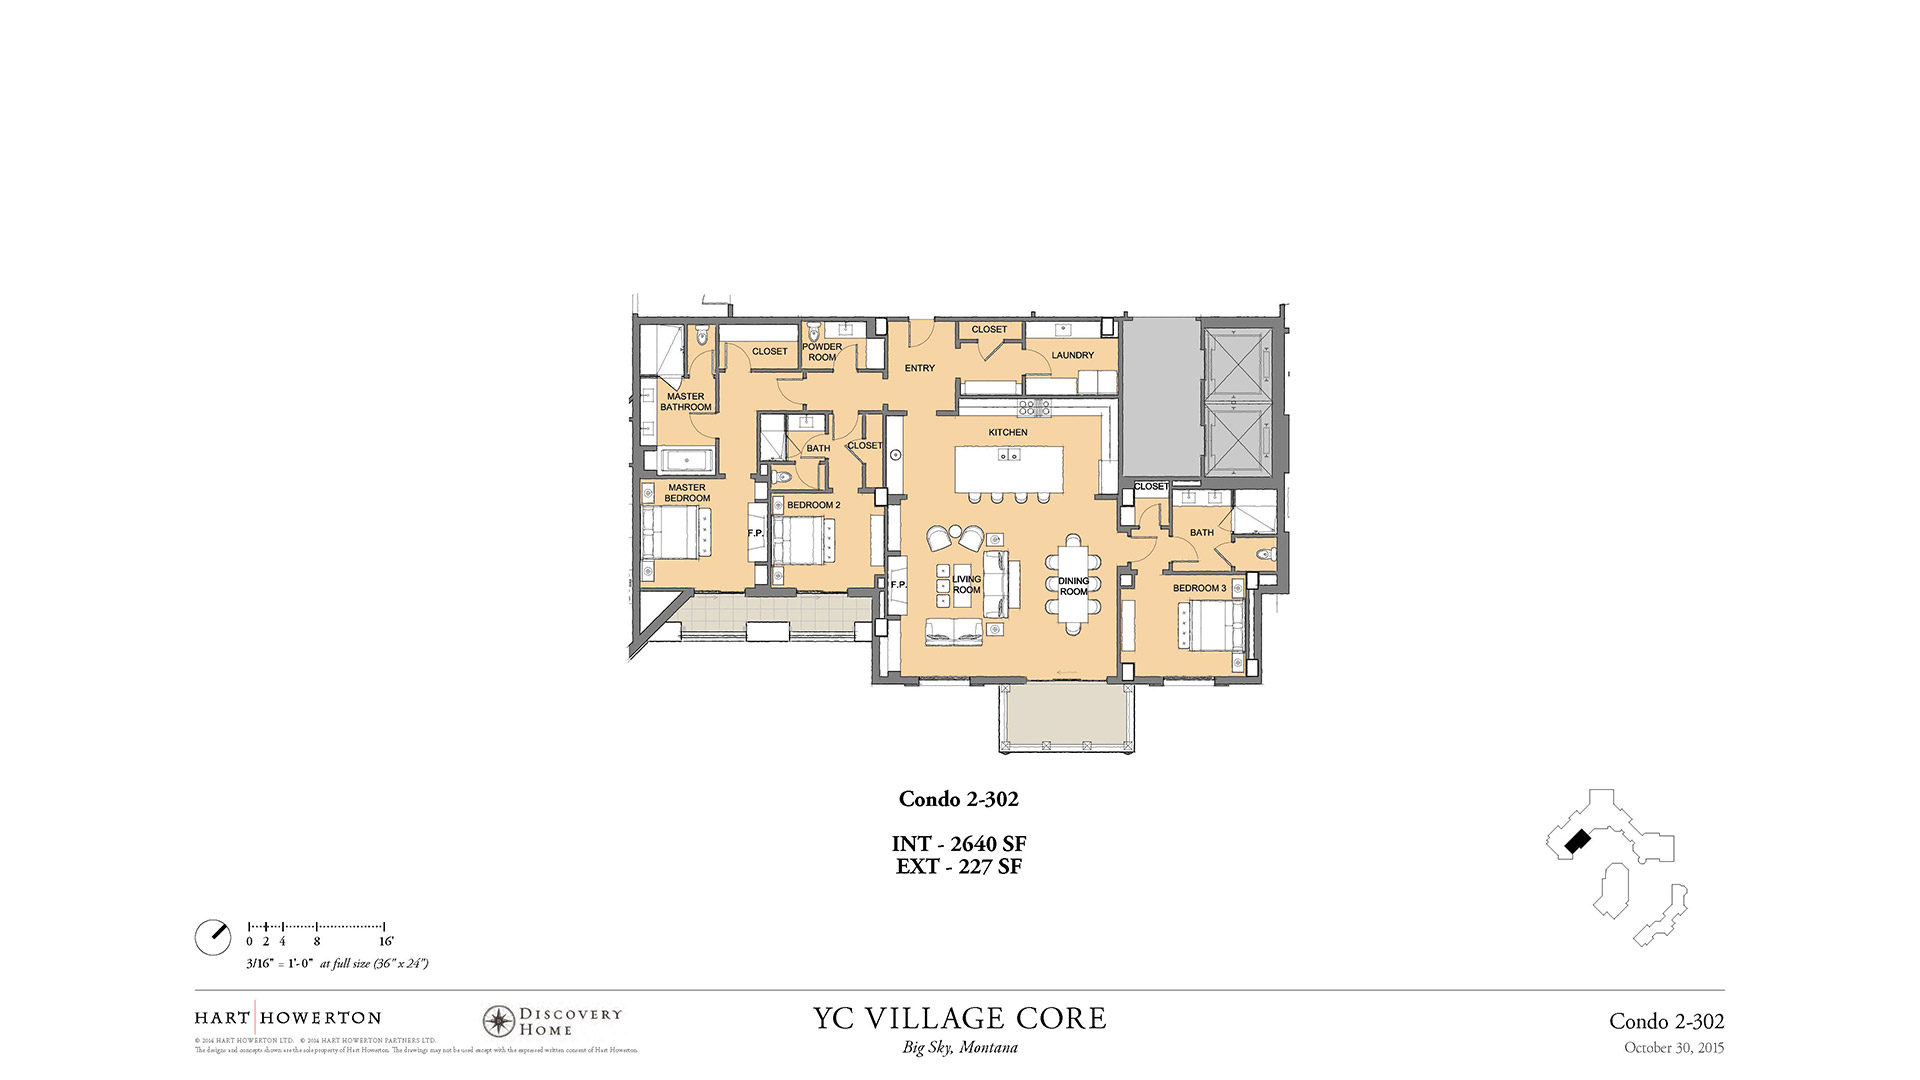 CLOSET
POWDER
ROOM
ENTRY
CLOSET
LAUNDRY
MASTER
BATHROOM
BATH
CLOSET
KITCHEN
MASTER
BEDROOM
BEDROOM 2
F.P.
CLOSET
BATH
F.P.
LIVING
ROOM
DINING
ROOM
BEDROOM 3
Condo 2-302
INT - 2640 SF
EXT - 227 SF
0 2 4 8 16'
3/16" = 1'-0" at full size (36" x 24")
HART HOWERTON
© 2014 HART HOWERTON LTD. © 2014 HART HOWERTON PARTNERS LTD.
The designs and concepts shown are the sole property of Hart Howerton. The drawings may not be used except with the expressed written consent of Hart Howerton.
DISCOVERY
HOME
YC VILLAGE CORE
Big Sky, Montana
Condo 2-302
October 30, 2015